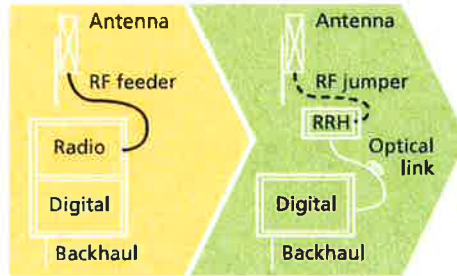 Antenna
RF feeder
Radio
Digital
Backhaul
Antenna
RF jumper
RRH
Optical
link
Digital
Backhaul